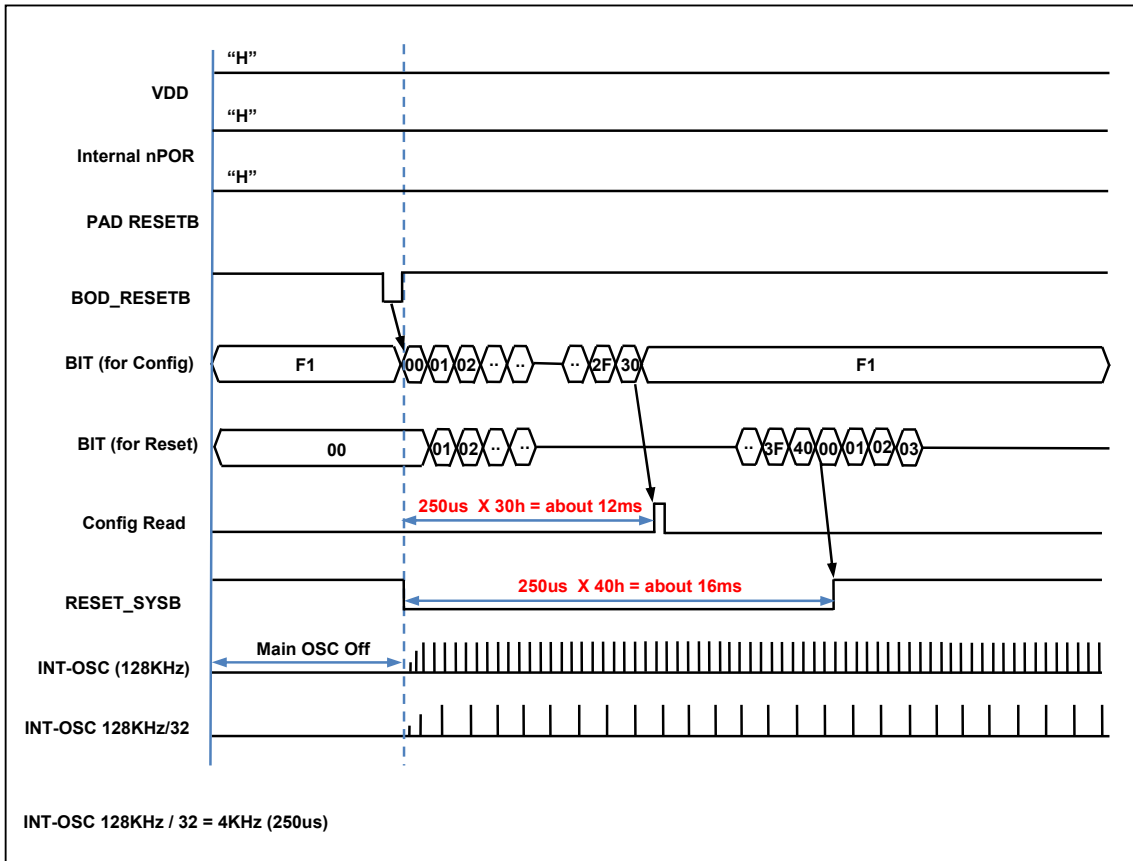 “H”
VDD
“H”
Internal nPOR
“H”
PAD RESETB
BOD_RESETB
BIT (for Config) F1 00 01 02 .. .. .. 2F 30 F1
BIT (for Reset) 00 01 02 .. .. .. 3F 40 00 01 02 03
250us X 30h = about 12ms
Config Read
250us X 40h = about 16ms
RESET_SYSB
Main OSC Off
INT-OSC (128KHz)
INT-OSC 128KHz/32
INT-OSC 128KHz / 32 = 4KHz (250us)